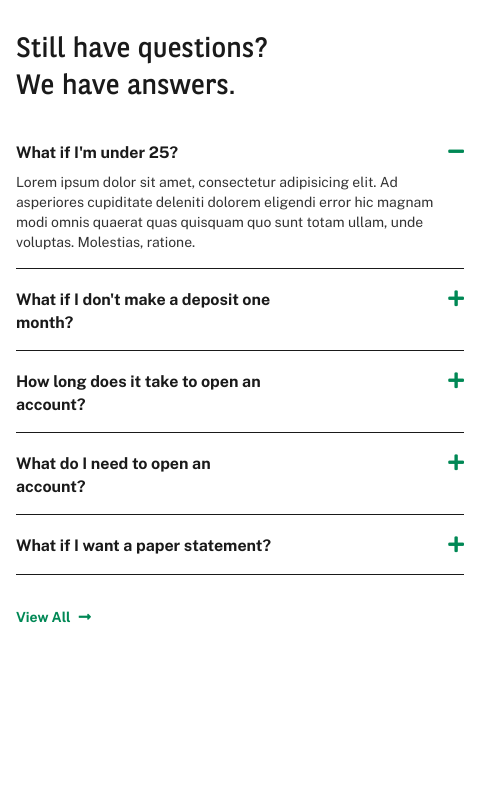 Still have questions?
We have answers.
What if I'm under 25?
Lorem ipsum dolor sit amet, consectetur adipisicing elit. Ad
asperiores cupiditate deleniti dolorem eligendi error hic magnam
modi omnis quaerat quas quisquam quo sunt totam ullam, unde
voluptas. Molestias, ratione.
What if I don't make a deposit one
month?
How long does it take to open an
account?
What do I need to open an
account?
What if I want a paper statement?
View All →